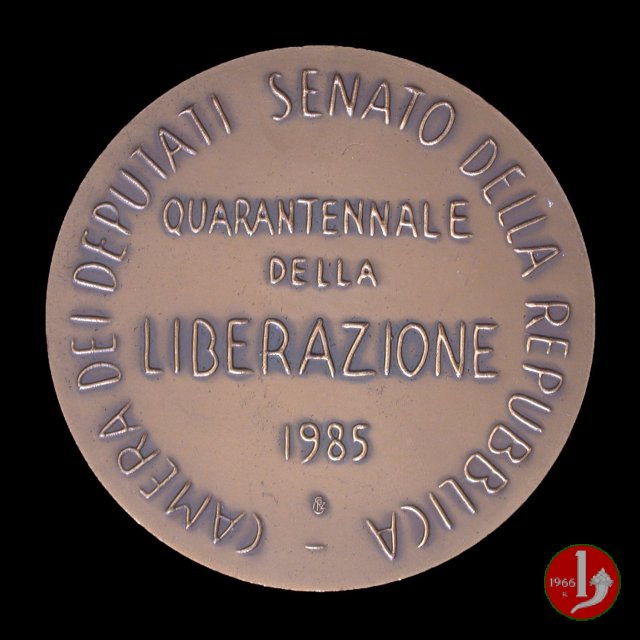 CAMERA DEI DEPUTATI SENATO DELLA REPUBBLICA -
QUARANTENNALE
DELLA
LIBERAZIONE
1985
1966